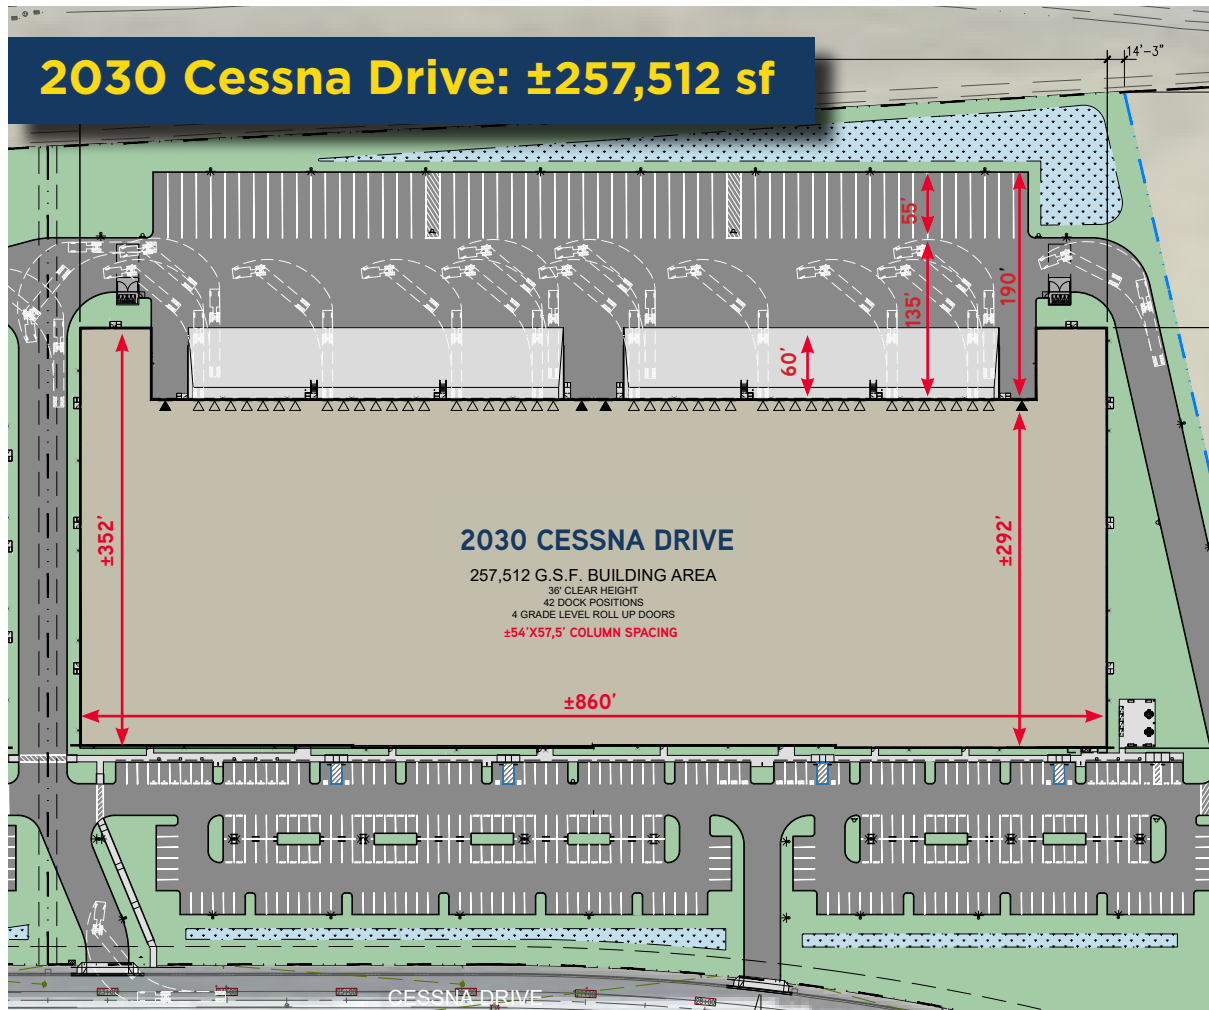 2030 Cessna Drive: ±257,512 sf
14'-3"
55'
190'
135'
60'
±352'
±292'
2030 CESSNA DRIVE
257,512 G.S.F. BUILDING AREA
36' CLEAR HEIGHT
42 DOCK POSITIONS
4 GRADE LEVEL ROLL UP DOORS
±54'X57,5' COLUMN SPACING
±860'
CESSNA DRIVE